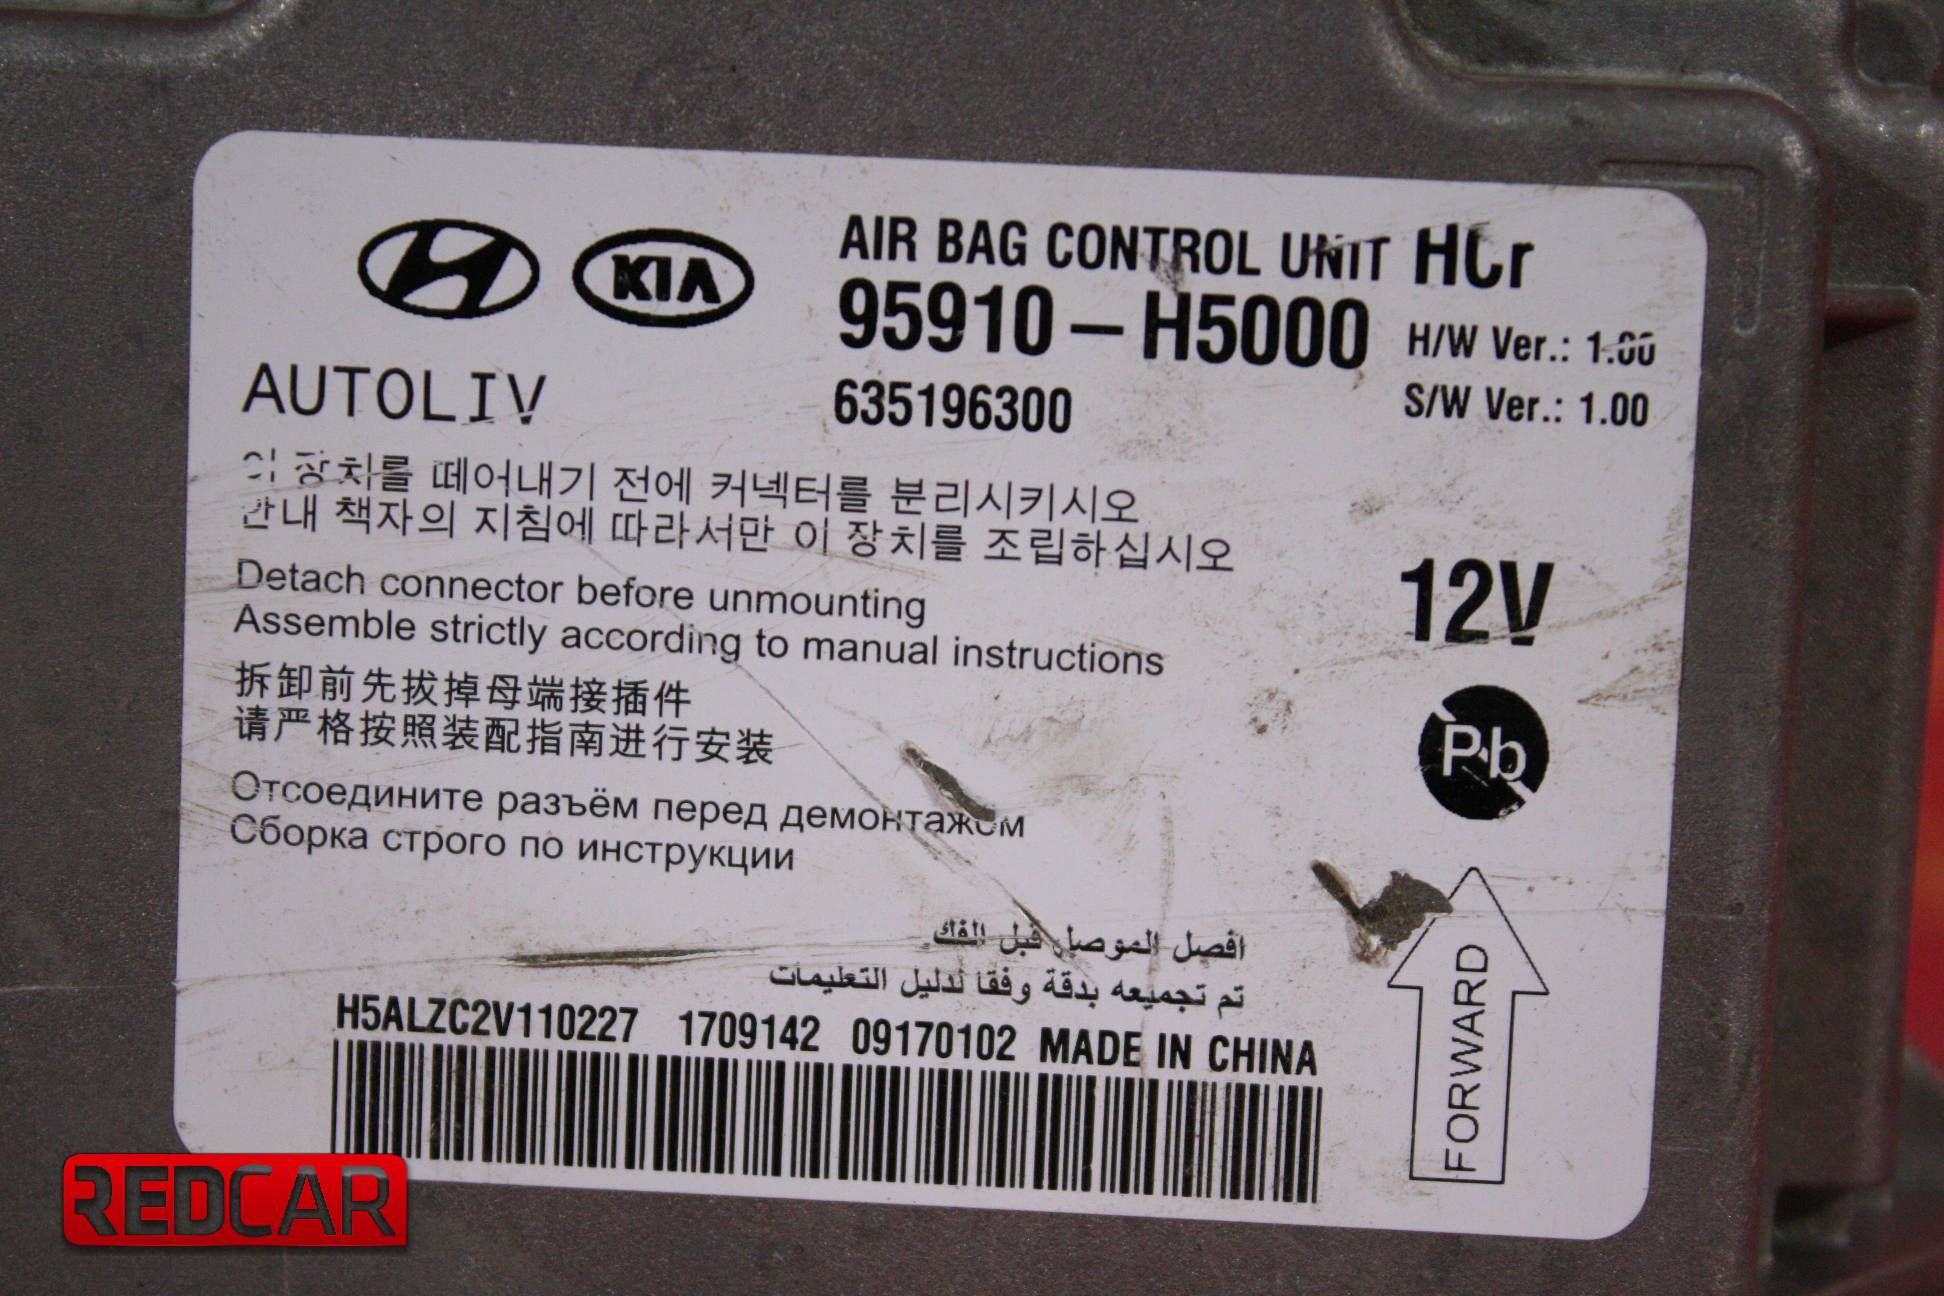 KIA
AIR BAG CONTROL UNIT HCr
95910-H5000 H/W Ver.: 1.00
AUTOLIV 635196300 S/W Ver.: 1.00
이 장치를 떼어내기 전에 커넥터를 분리시키시오
안내 책자의 지침에 따라서만 이 장치를 조립하십시오
Detach connector before unmounting
Assemble strictly according to manual instructions
12V
拆卸前先拔掉母端接插件
请严格按照装配指南进行安装
Pb
Отсоедините разъём перед демонтажом
Сборка строго по инструкции
افصل الموصل قبل الفك
تم تجميعه بدقة وفقا لدليل التعليمات
FORWARD
H5ALZC2V110227 1709142 09170102 MADE IN CHINA
REDCAR